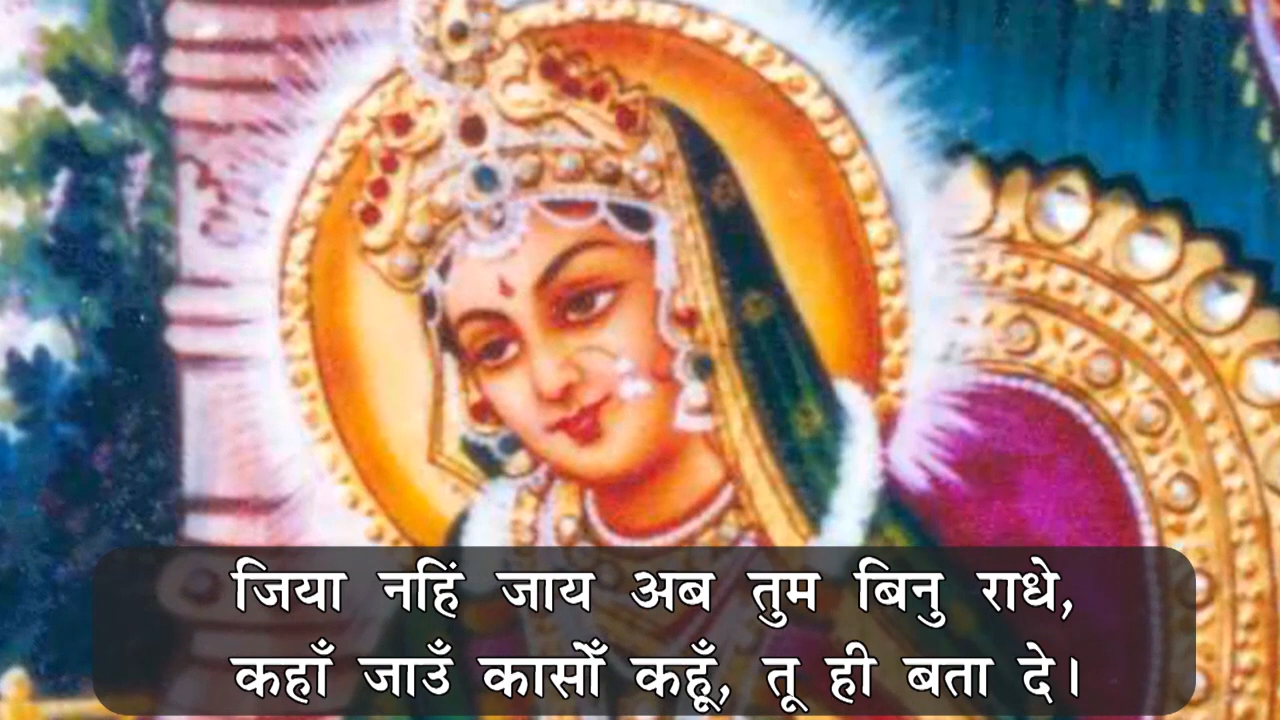 जिया नहिं जाय अब तुम बिनु राधे,
कहाँ जाउँ कासोँ कहूँ, तू ही बता दे।